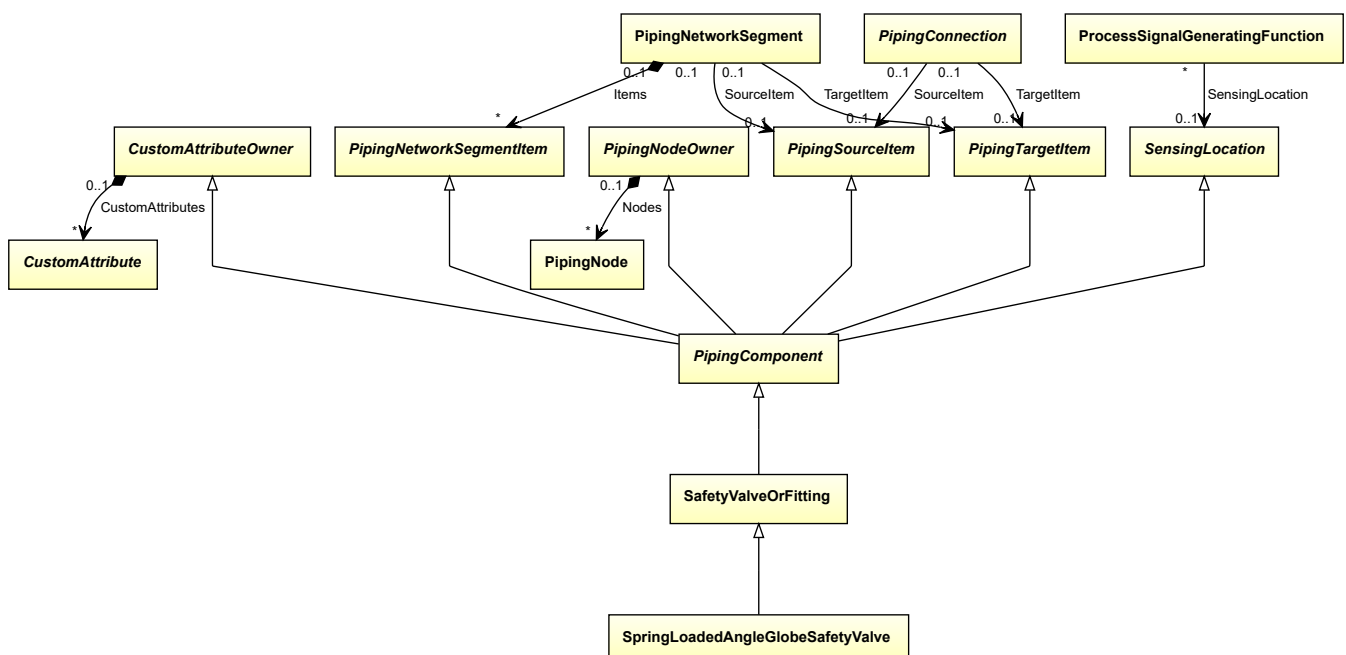 PipingNetworkSegment
PipingConnection
ProcessSignalGeneratingFunction
0..1
0..1
0..1
0..1
0..1
*
Items
SourceItem
TargetItem
SourceItem
TargetItem
SensingLocation
*
0..1
0..1
0..1
0..1
0..1
CustomAttributeOwner
PipingNetworkSegmentItem
PipingNodeOwner
PipingSourceItem
PipingTargetItem
SensingLocation
0..1
0..1
CustomAttributes
Nodes
*
*
CustomAttribute
PipingNode
PipingComponent
SafetyValveOrFitting
SpringLoadedAngleGlobeSafetyValve